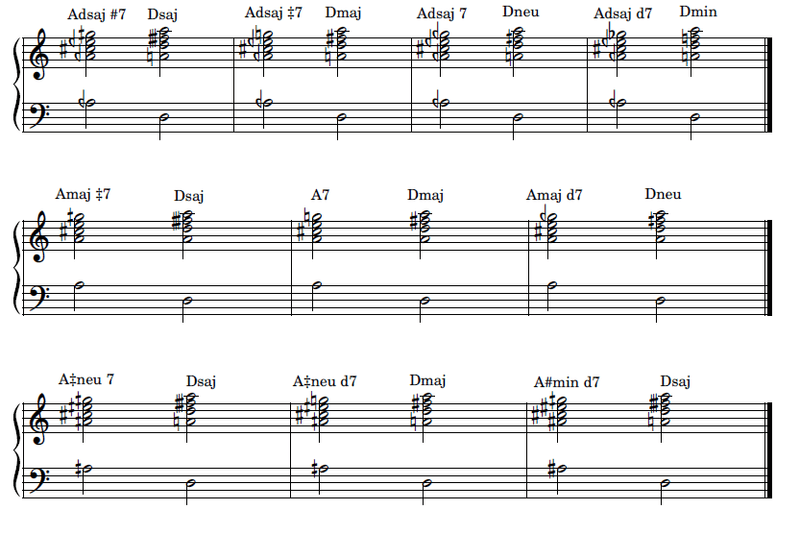 Adsaj #7 Dsaj Adsaj ‡7 Dmaj Adsaj 7 Dneu Adsaj d7 Dmin
Amaj ‡7 Dsaj A7 Dmaj Amaj d7 Dneu
A‡neu 7 Dsaj A‡neu d7 Dmaj A#min d7 Dsaj